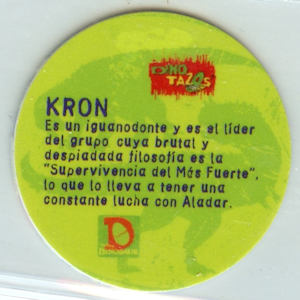 DYNO
TAZOS
KRON
Es un iguanodonte y es el líder
del grupo cuya brutal y
despiadada filosofía es la
"Supervivencia del Más Fuerte",
lo que lo lleva a tener una
constante lucha con Aladar.
D